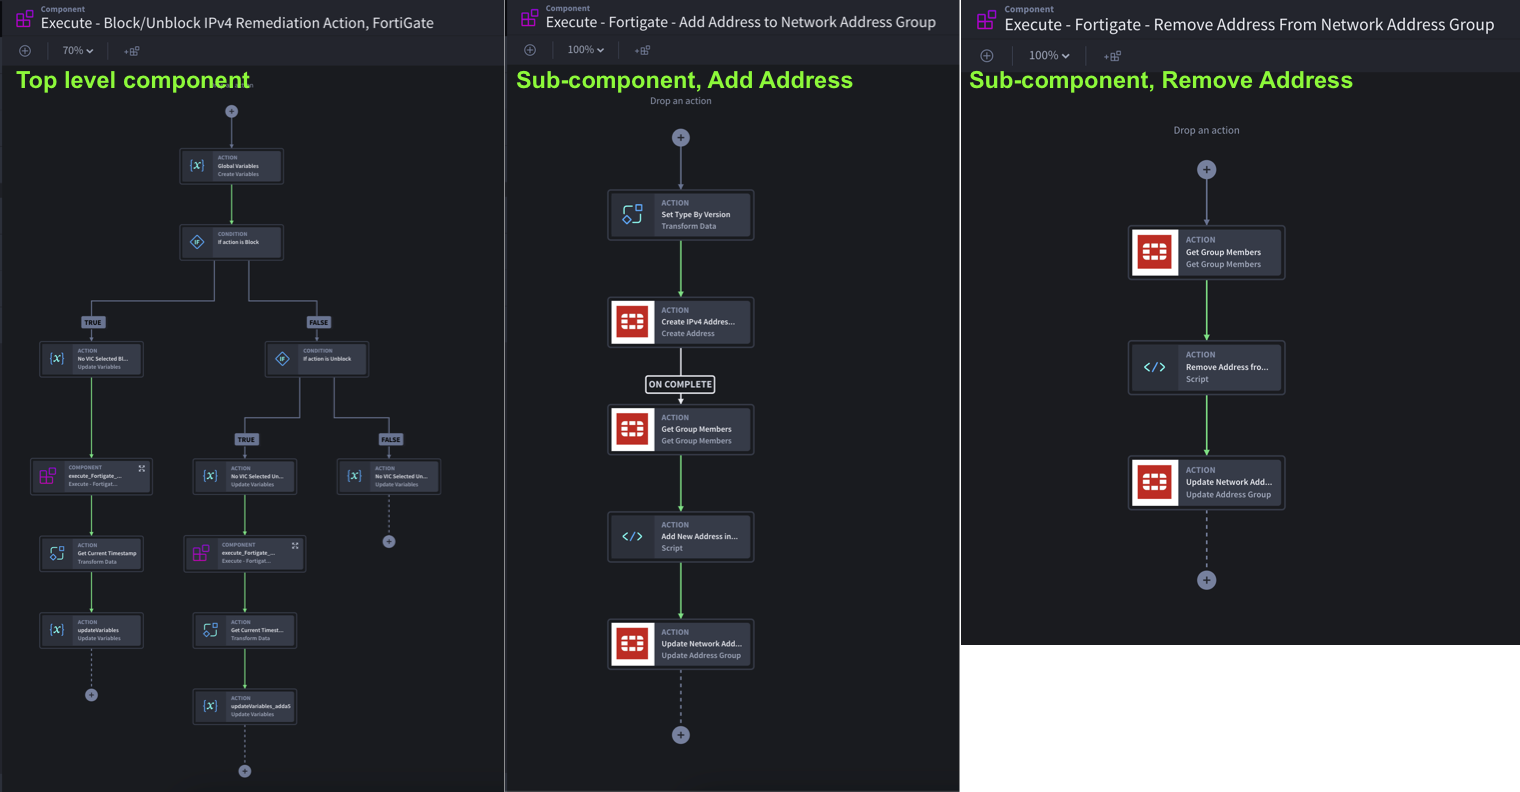 Component
Execute - Block/Unblock IPv4 Remediation Action, FortiGate
70%
Top level component
ACTION
Global Variables
Create Variables
CONDITION
If action is Block
TRUE
FALSE
ACTION
No VIC Selected Bl...
Update Variables
CONDITION
If action is Unblock
TRUE
FALSE
COMPONENT
execute_Fortigate_...
Execute - Fortigat...
ACTION
No VIC Selected Un...
Update Variables
ACTION
No VIC Selected Un...
Update Variables
ACTION
Get Current Timestamp
Transform Data
COMPONENT
execute_Fortigate_...
Execute - Fortigat...
ACTION
updateVariables
Update Variables
ACTION
Get Current Timest...
Transform Data
ACTION
updateVariables_adda5
Update Variables
Component
Execute - Fortigate - Add Address to Network Address Group
100%
Sub-component, Add Address
Drop an action
ACTION
Set Type By Version
Transform Data
ACTION
Create IPv4 Addres...
Create Address
ON COMPLETE
ACTION
Get Group Members
Get Group Members
ACTION
Add New Address in...
Script
ACTION
Update Network Add...
Update Address Group
Component
Execute - Fortigate - Remove Address From Network Address Group
100%
Sub-component, Remove Address
Drop an action
ACTION
Get Group Members
Get Group Members
ACTION
Remove Address fro...
Script
ACTION
Update Network Add...
Update Address Group